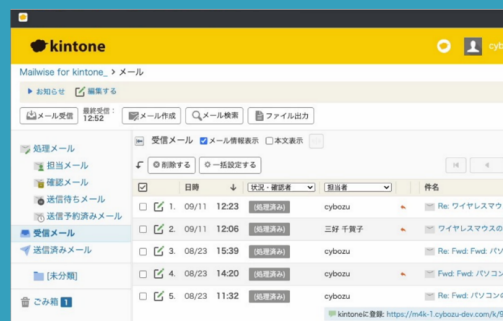 kintone
cybo
Mailwise for kintone_ > メール
お知らせ 編集する
メール受信 最終受信: 12:52 メール作成 メール検索 ファイル出力
処理メール
担当メール
確認メール
送信待ちメール
送信予約済みメール
受信メール
送信済みメール
[未分類]
ごみ箱 1
受信メール メール情報表示 本文表示
削除する 一括設定する
日時 状況・確認者 担当者 件名
1. 09/11 12:23 [処理済み] cybozu Re: ワイヤレスマウ
2. 09/11 12:06 [処理済み] 三好 千賀子 ワイヤレスマウスの
3. 08/23 15:39 [処理済み] cybozu Re: Fwd: Fwd: パソ
4. 08/23 14:20 [処理済み] cybozu Fwd: Fwd: パソコン
5. 08/23 11:32 [処理済み] cybozu Fwd: パソコンの
kintoneに登録: https://m4k-1.cybozu-dev.com/k/9